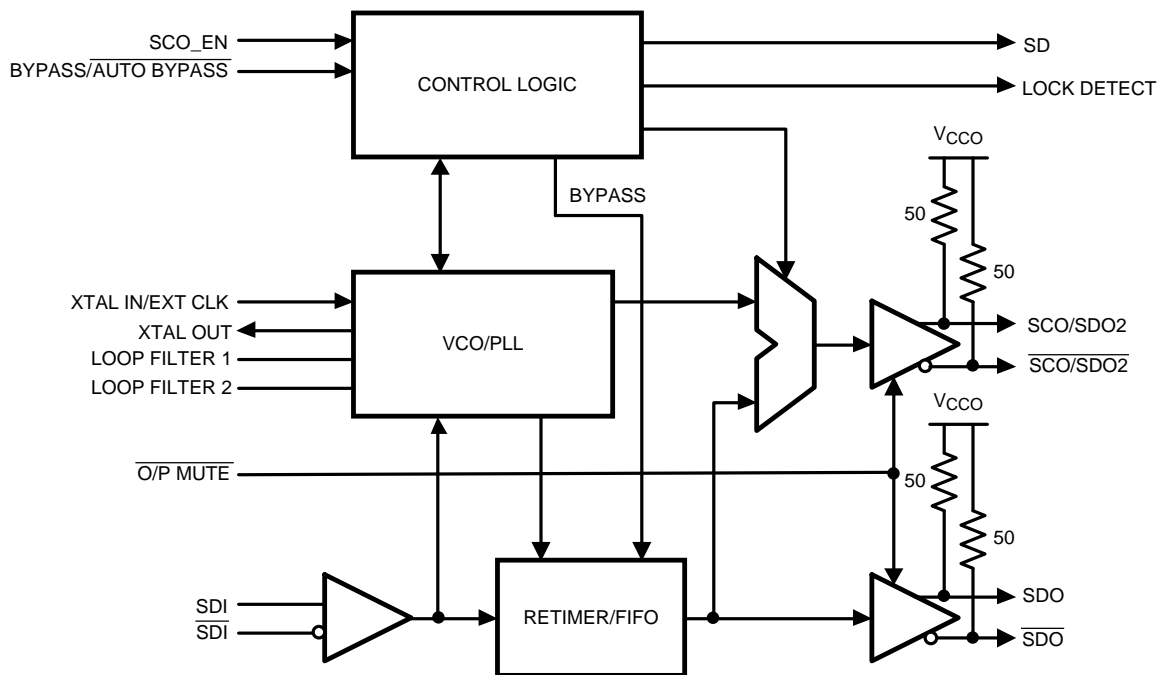 SCO_EN
BYPASS/AUTO BYPASS
CONTROL LOGIC
SD
LOCK DETECT
VCCO
BYPASS
50
50
XTAL IN/EXT CLK
XTAL OUT
LOOP FILTER 1
LOOP FILTER 2
VCO/PLL
SCO/SDO2
SCO/SDO2
VCCO
O/P MUTE
50
50
SDI
SDI
RETIMER/FIFO
SDO
SDO